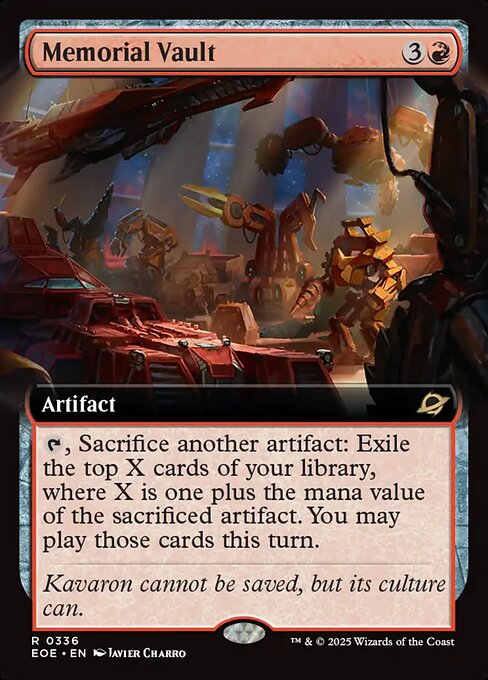 Memorial Vault 3
Artifact
, Sacrifice another artifact: Exile
the top X cards of your library,
where X is one plus the mana value
of the sacrificed artifact. You may
play those cards this turn.
Kavaron cannot be saved, but its culture
can.
R 0336
EOE • EN Javier Charro
™ & © 2025 Wizards of the Coast